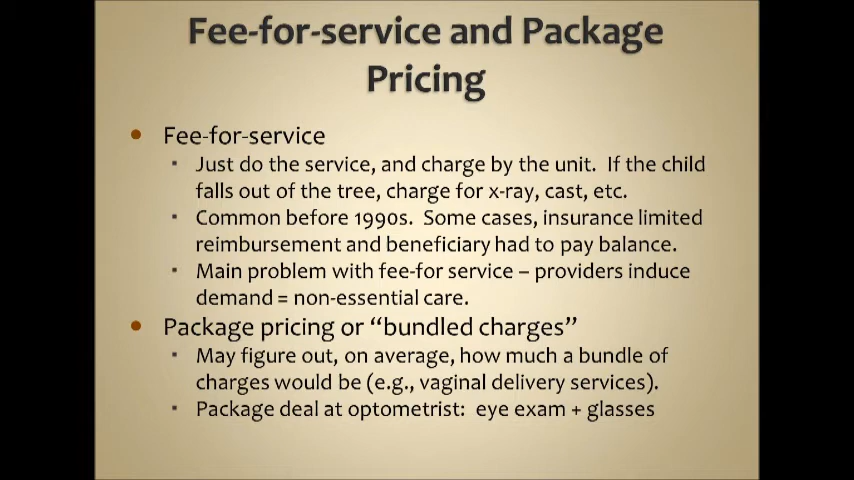 Fee-for-service and Package
Pricing
• Fee-for-service
▪ Just do the service, and charge by the unit. If the child
falls out of the tree, charge for x-ray, cast, etc.
▪ Common before 1990s. Some cases, insurance limited
reimbursement and beneficiary had to pay balance.
▪ Main problem with fee-for service – providers induce
demand = non-essential care.
• Package pricing or “bundled charges”
▪ May figure out, on average, how much a bundle of
charges would be (e.g., vaginal delivery services).
▪ Package deal at optometrist: eye exam + glasses